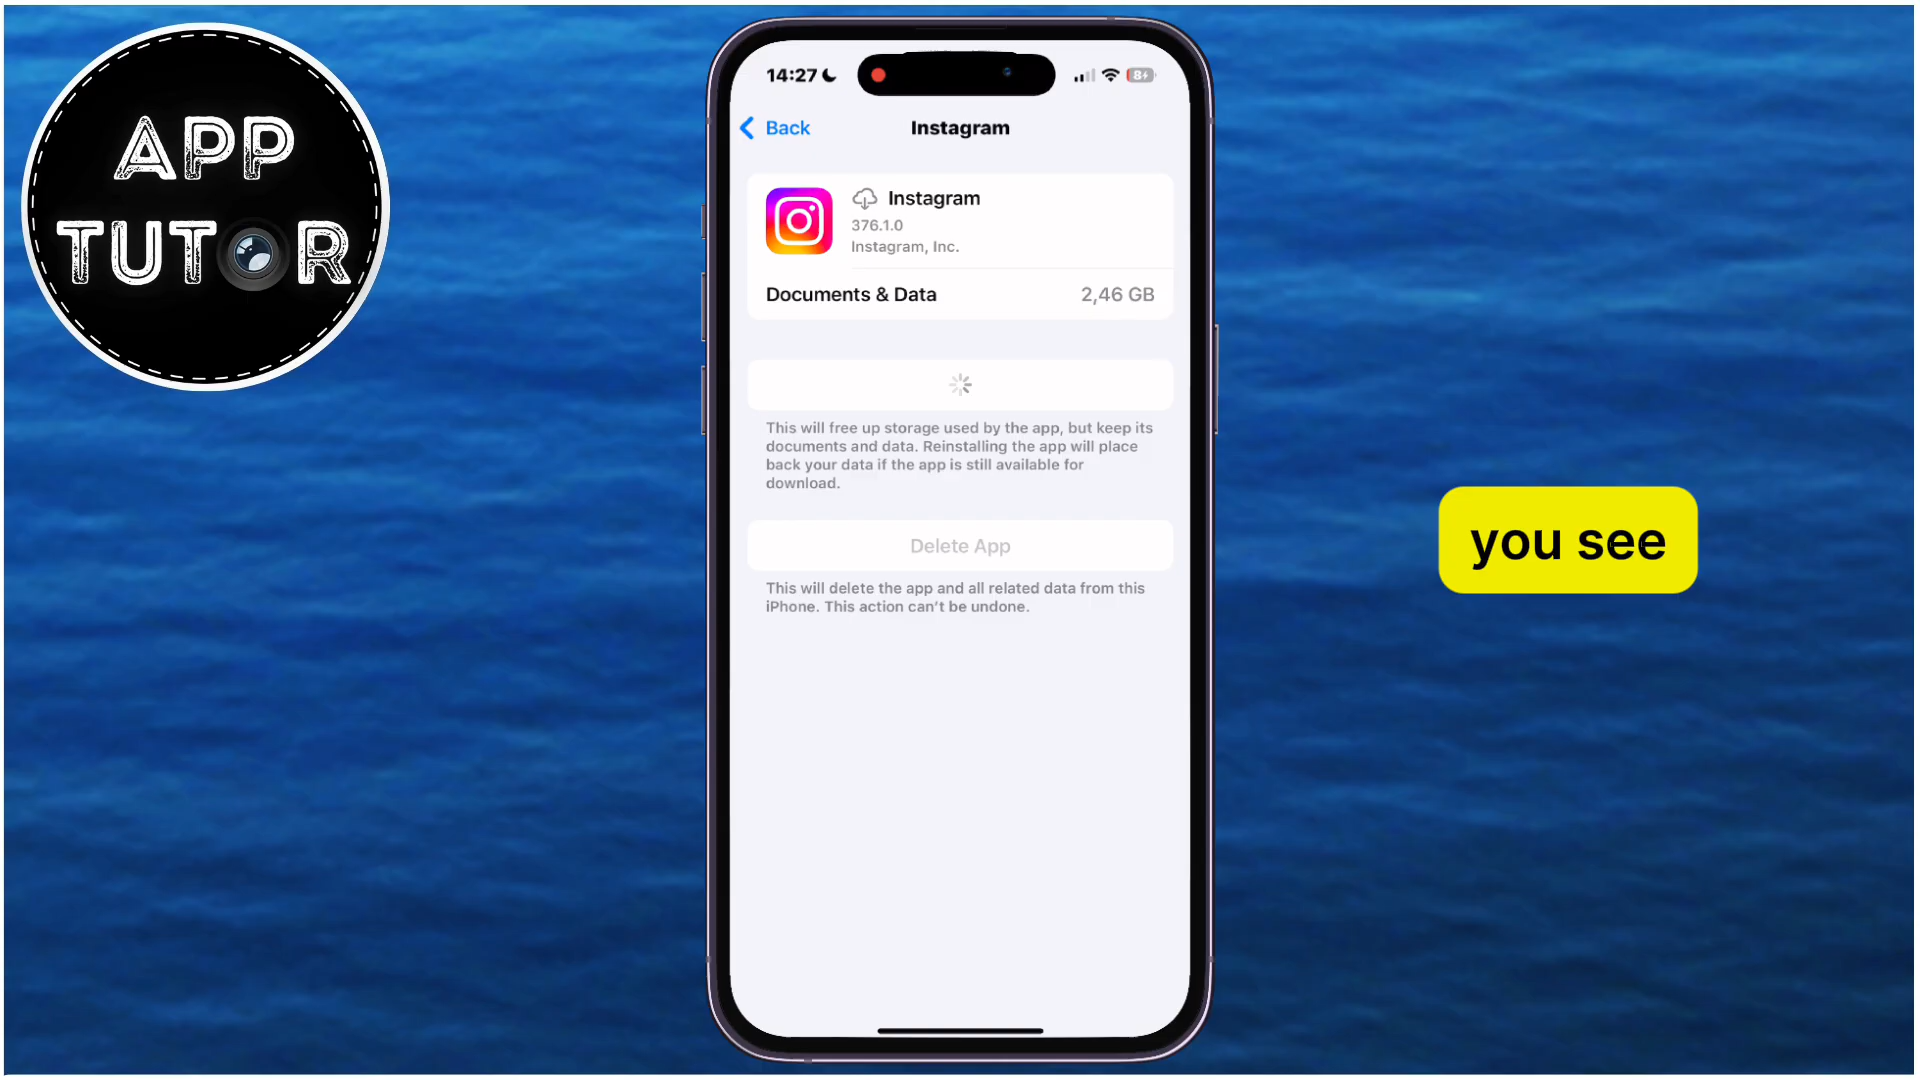 APP
TUTOR
14:27
8
Back
Instagram
Instagram
376.1.0
Instagram, Inc.
Documents & Data
2,46 GB
This will free up storage used by the app, but keep its
documents and data. Reinstalling the app will place
back your data if the app is still available for
download.
Delete App
This will delete the app and all related data from this
iPhone. This action can't be undone.
you see